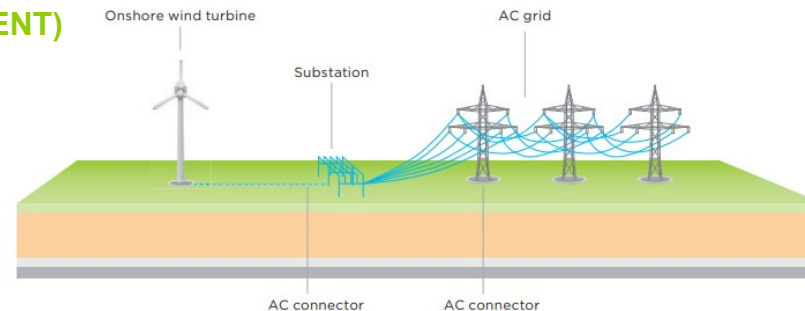 ENT)
Onshore wind turbine
AC grid
Substation
AC connector
AC connector